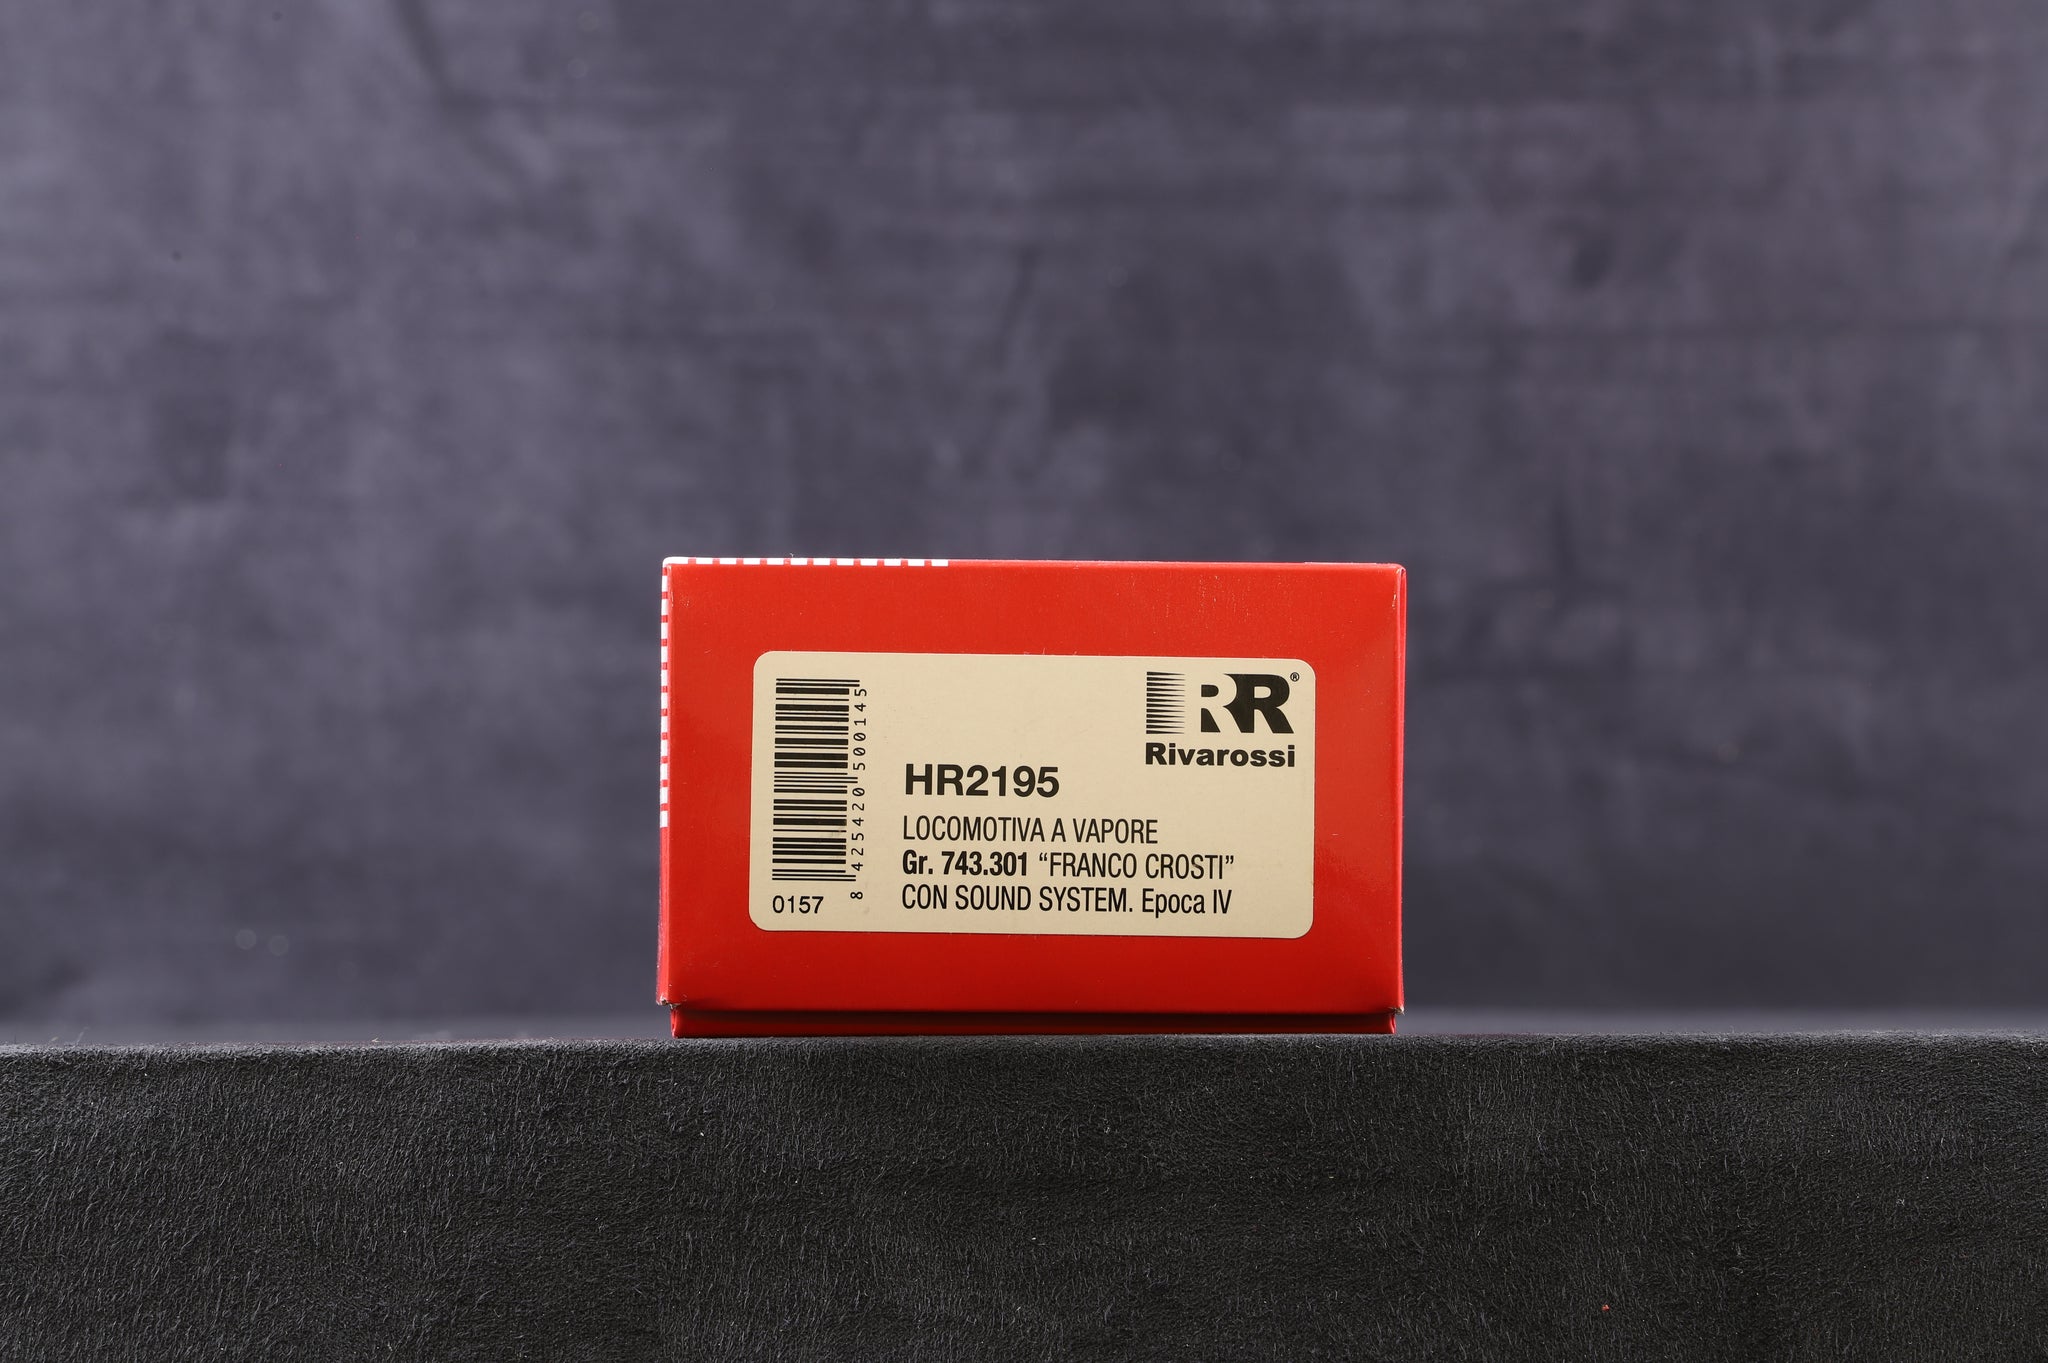 RR®
Rivarossi
HR2195
LOCOMOTIVA A VAPORE
Gr. 743.301 “FRANCO CROSTI”
CON SOUND SYSTEM. Epoca IV
8 425420 500145
0157